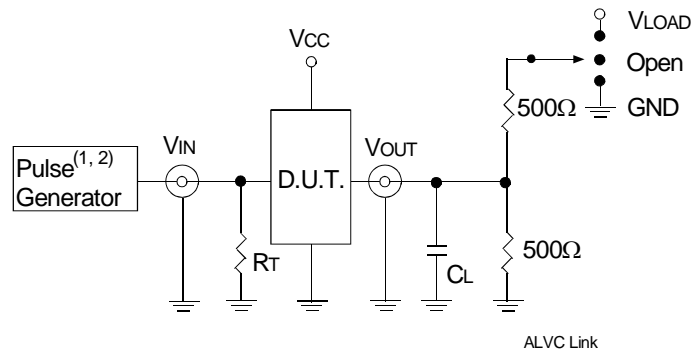 VLOAD
VCC
Open
500Ω
GND
VIN
VOUT
Pulse(1, 2)
Generator
D.U.T.
RT
CL
500Ω
ALVC Link